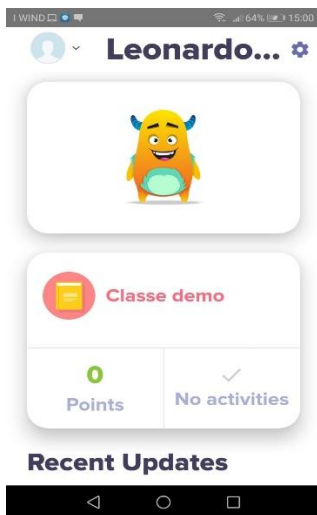 I WIND 64% 15:00
Leonardo...
Classe demo
0
Points
No activities
Recent Updates